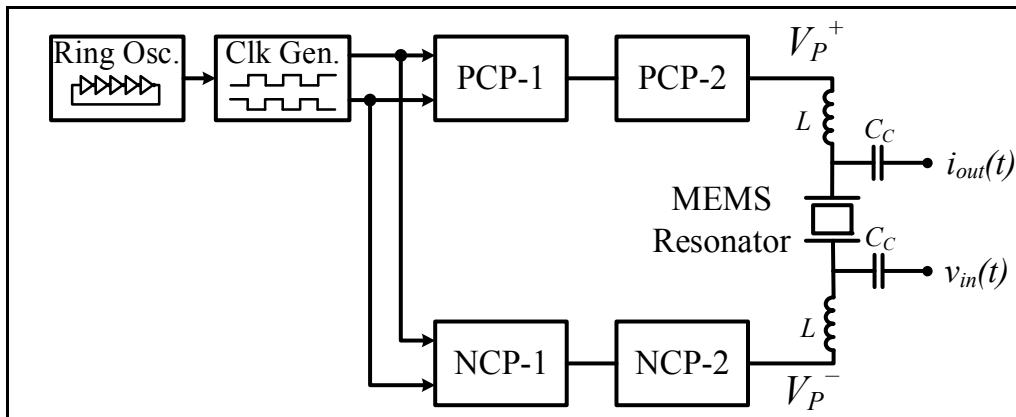 Ring Osc.
Clk Gen.
PCP-1
PCP-2
V_P^+
L
C_C
i_out(t)
MEMS
Resonator
C_C
v_in(t)
L
NCP-1
NCP-2
V_P^−